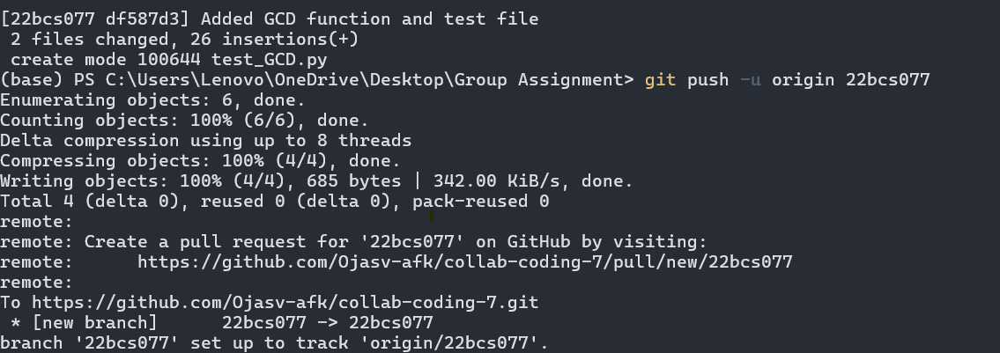 [22bcs077 df587d3] Added GCD function and test file
 2 files changed, 26 insertions(+)
 create mode 100644 test_GCD.py
(base) PS C:\Users\Lenovo\OneDrive\Desktop\Group Assignment> git push -u origin 22bcs077
Enumerating objects: 6, done.
Counting objects: 100% (6/6), done.
Delta compression using up to 8 threads
Compressing objects: 100% (4/4), done.
Writing objects: 100% (4/4), 685 bytes | 342.00 KiB/s, done.
Total 4 (delta 0), reused 0 (delta 0), pack-reused 0
remote:
remote: Create a pull request for '22bcs077' on GitHub by visiting:
remote:      https://github.com/Ojasv-afk/collab-coding-7/pull/new/22bcs077
remote:
To https://github.com/Ojasv-afk/collab-coding-7.git
 * [new branch]      22bcs077 -> 22bcs077
branch '22bcs077' set up to track 'origin/22bcs077'.